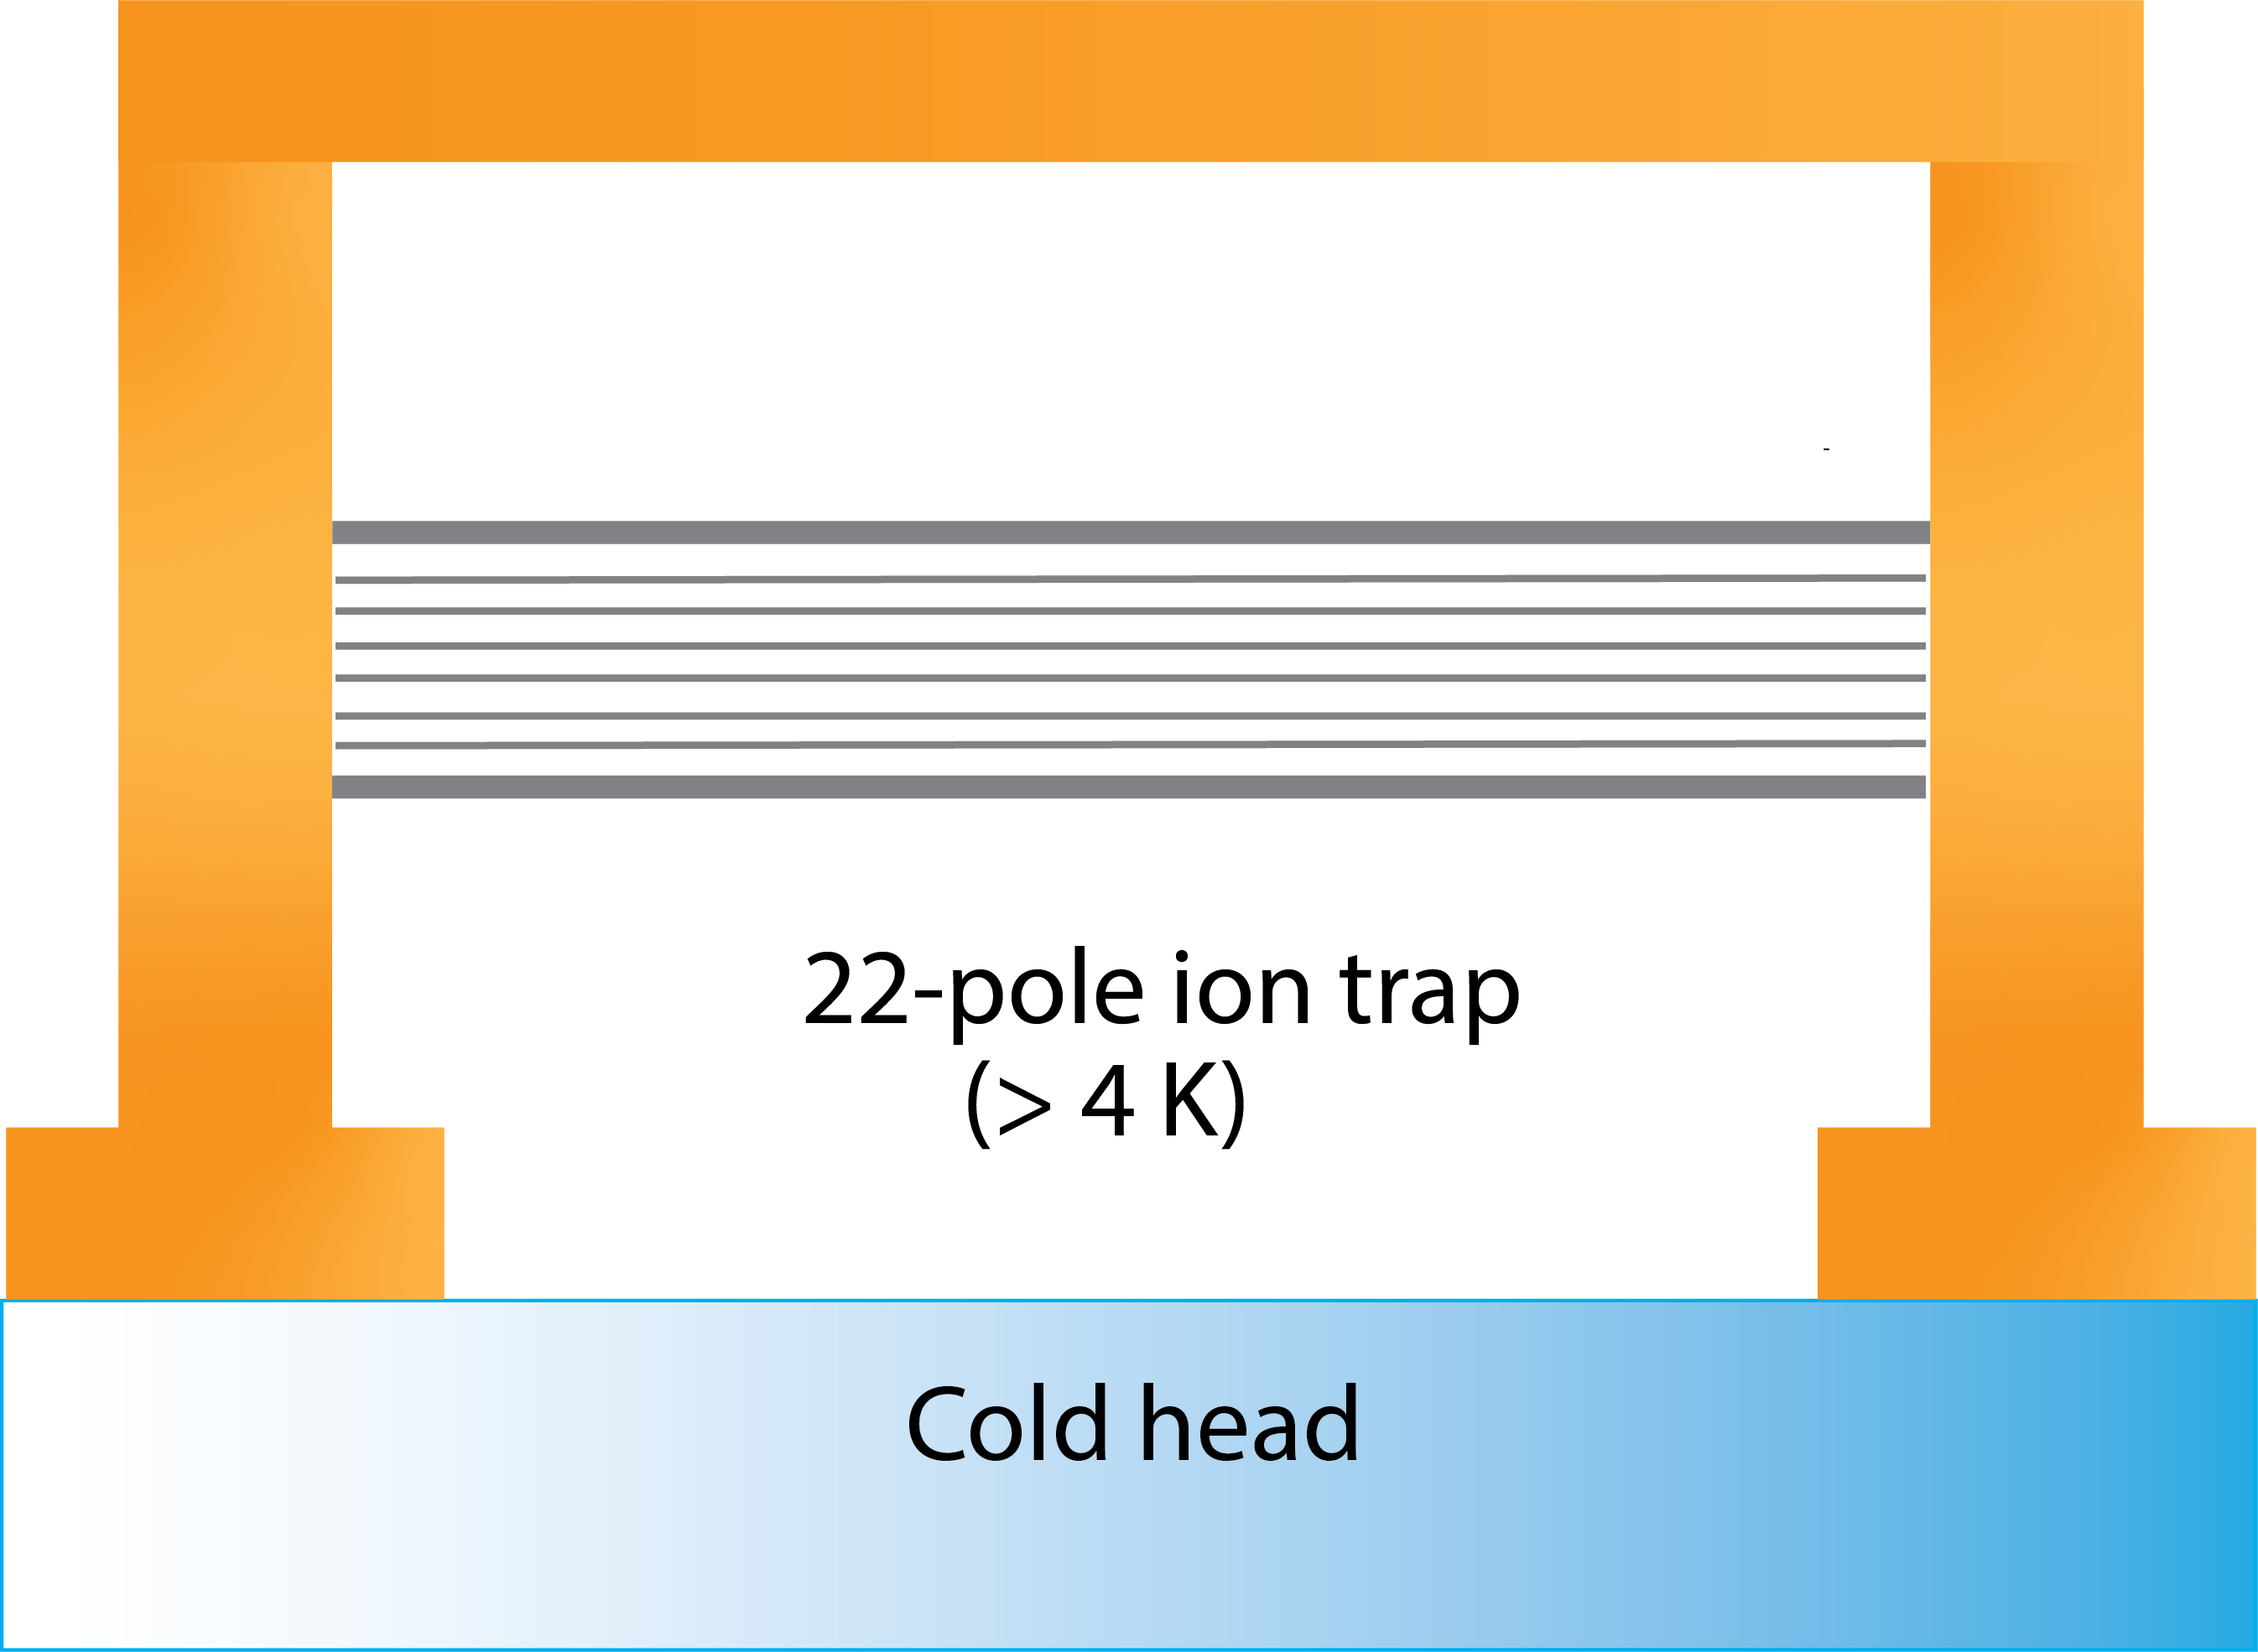 22-pole ion trap
(> 4 K)
Cold head